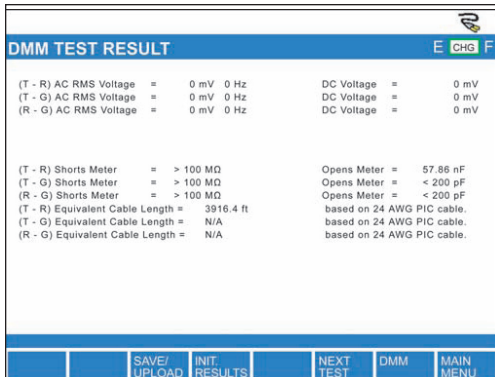 DMM TEST RESULT E CHG F
(T - R) AC RMS Voltage = 0 mV 0 Hz DC Voltage = 0 mV
(T - G) AC RMS Voltage = 0 mV 0 Hz DC Voltage = 0 mV
(R - G) AC RMS Voltage = 0 mV 0 Hz DC Voltage = 0 mV
(T - R) Shorts Meter = > 100 MΩ Opens Meter = 57.86 nF
(T - G) Shorts Meter = > 100 MΩ Opens Meter = < 200 pF
(R - G) Shorts Meter = > 100 MΩ Opens Meter = < 200 pF
(T - R) Equivalent Cable Length = 3916.4 ft based on 24 AWG PIC cable.
(T - G) Equivalent Cable Length = N/A based on 24 AWG PIC cable.
(R - G) Equivalent Cable Length = N/A based on 24 AWG PIC cable.
SAVE/ INIT. NEXT DMM MAIN
UPLOAD RESULTS TEST MENU